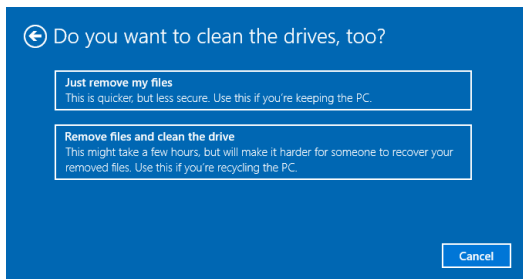 Do you want to clean the drives, too?
Just remove my files
This is quicker, but less secure. Use this if you're keeping the PC.
Remove files and clean the drive
This might take a few hours, but will make it harder for someone to recover your
removed files. Use this if you're recycling the PC.
Cancel